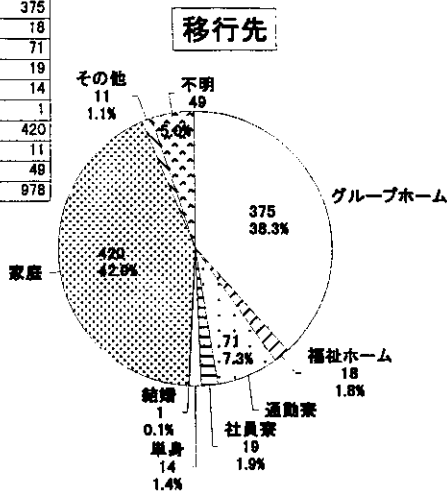 375
18
71
19
14
1
420
11
49
978
移行先
その他
11
1.1%
不明
49
5.0%
グループホーム
375
38.3%
家庭
420
42.9%
71
7.3%
福祉ホーム
18
1.8%
通勤寮
社員寮
19
1.9%
結婚
1
0.1%
単身
14
1.4%